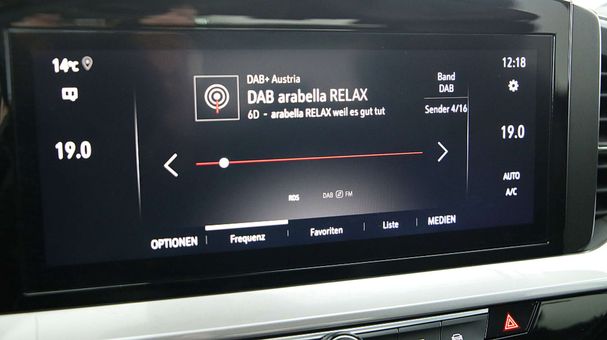 14°C
12:18
DAB+ Austria
DAB arabella RELAX
6D - arabella RELAX weil es gut tut
Band
DAB
Sender 4/16
19.0
19.0
RDS
DAB FM
AUTO
A/C
OPTIONEN
Frequenz
Favoriten
Liste
MEDIEN